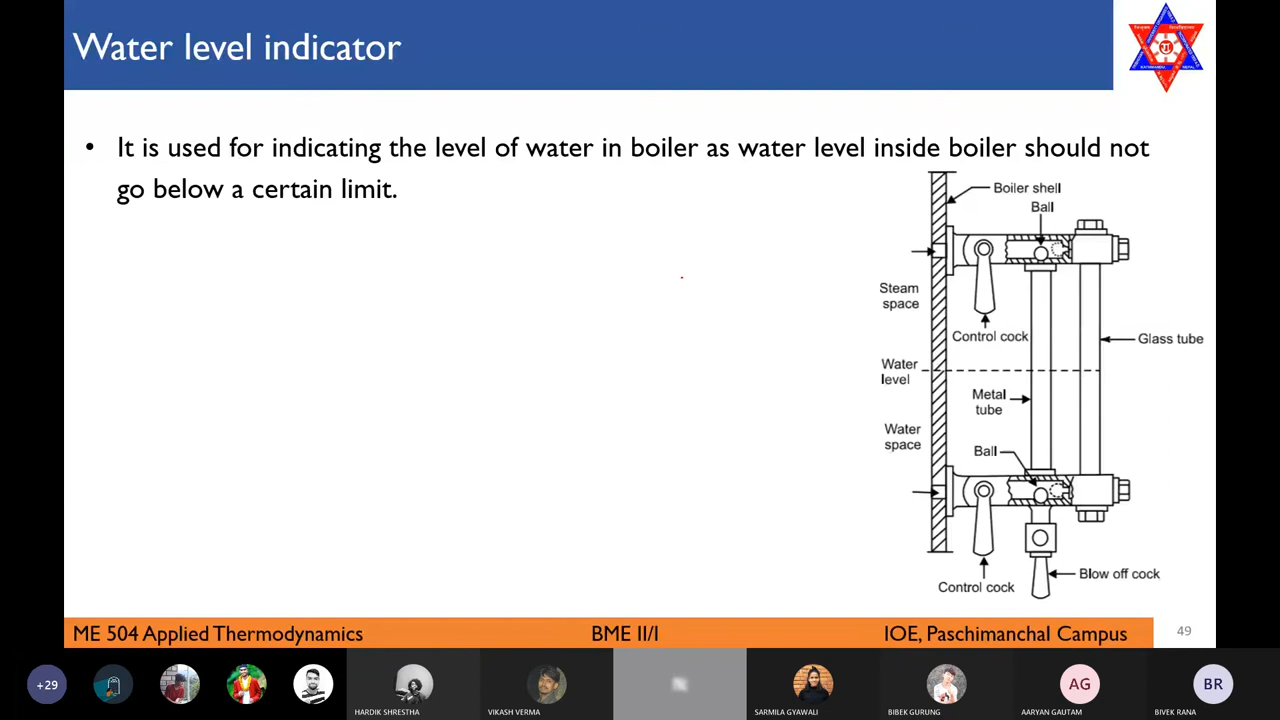 Water level indicator
• It is used for indicating the level of water in boiler as water level inside boiler should not
go below a certain limit.
Boiler shell
Ball
Steam
space
Control cock
Glass tube
Water
level
Metal
tube
Water
space
Ball
Control cock
Blow off cock
ME 504 Applied Thermodynamics
BME II/I
IOE, Paschimanchal Campus
49
+29
AG
BR
HARDIK SHRESTHA
VIKASH VERMA
SARMILA GYAWALI
BIBEK GURUNG
AARYAN GAUTAM
BIVEK RANA